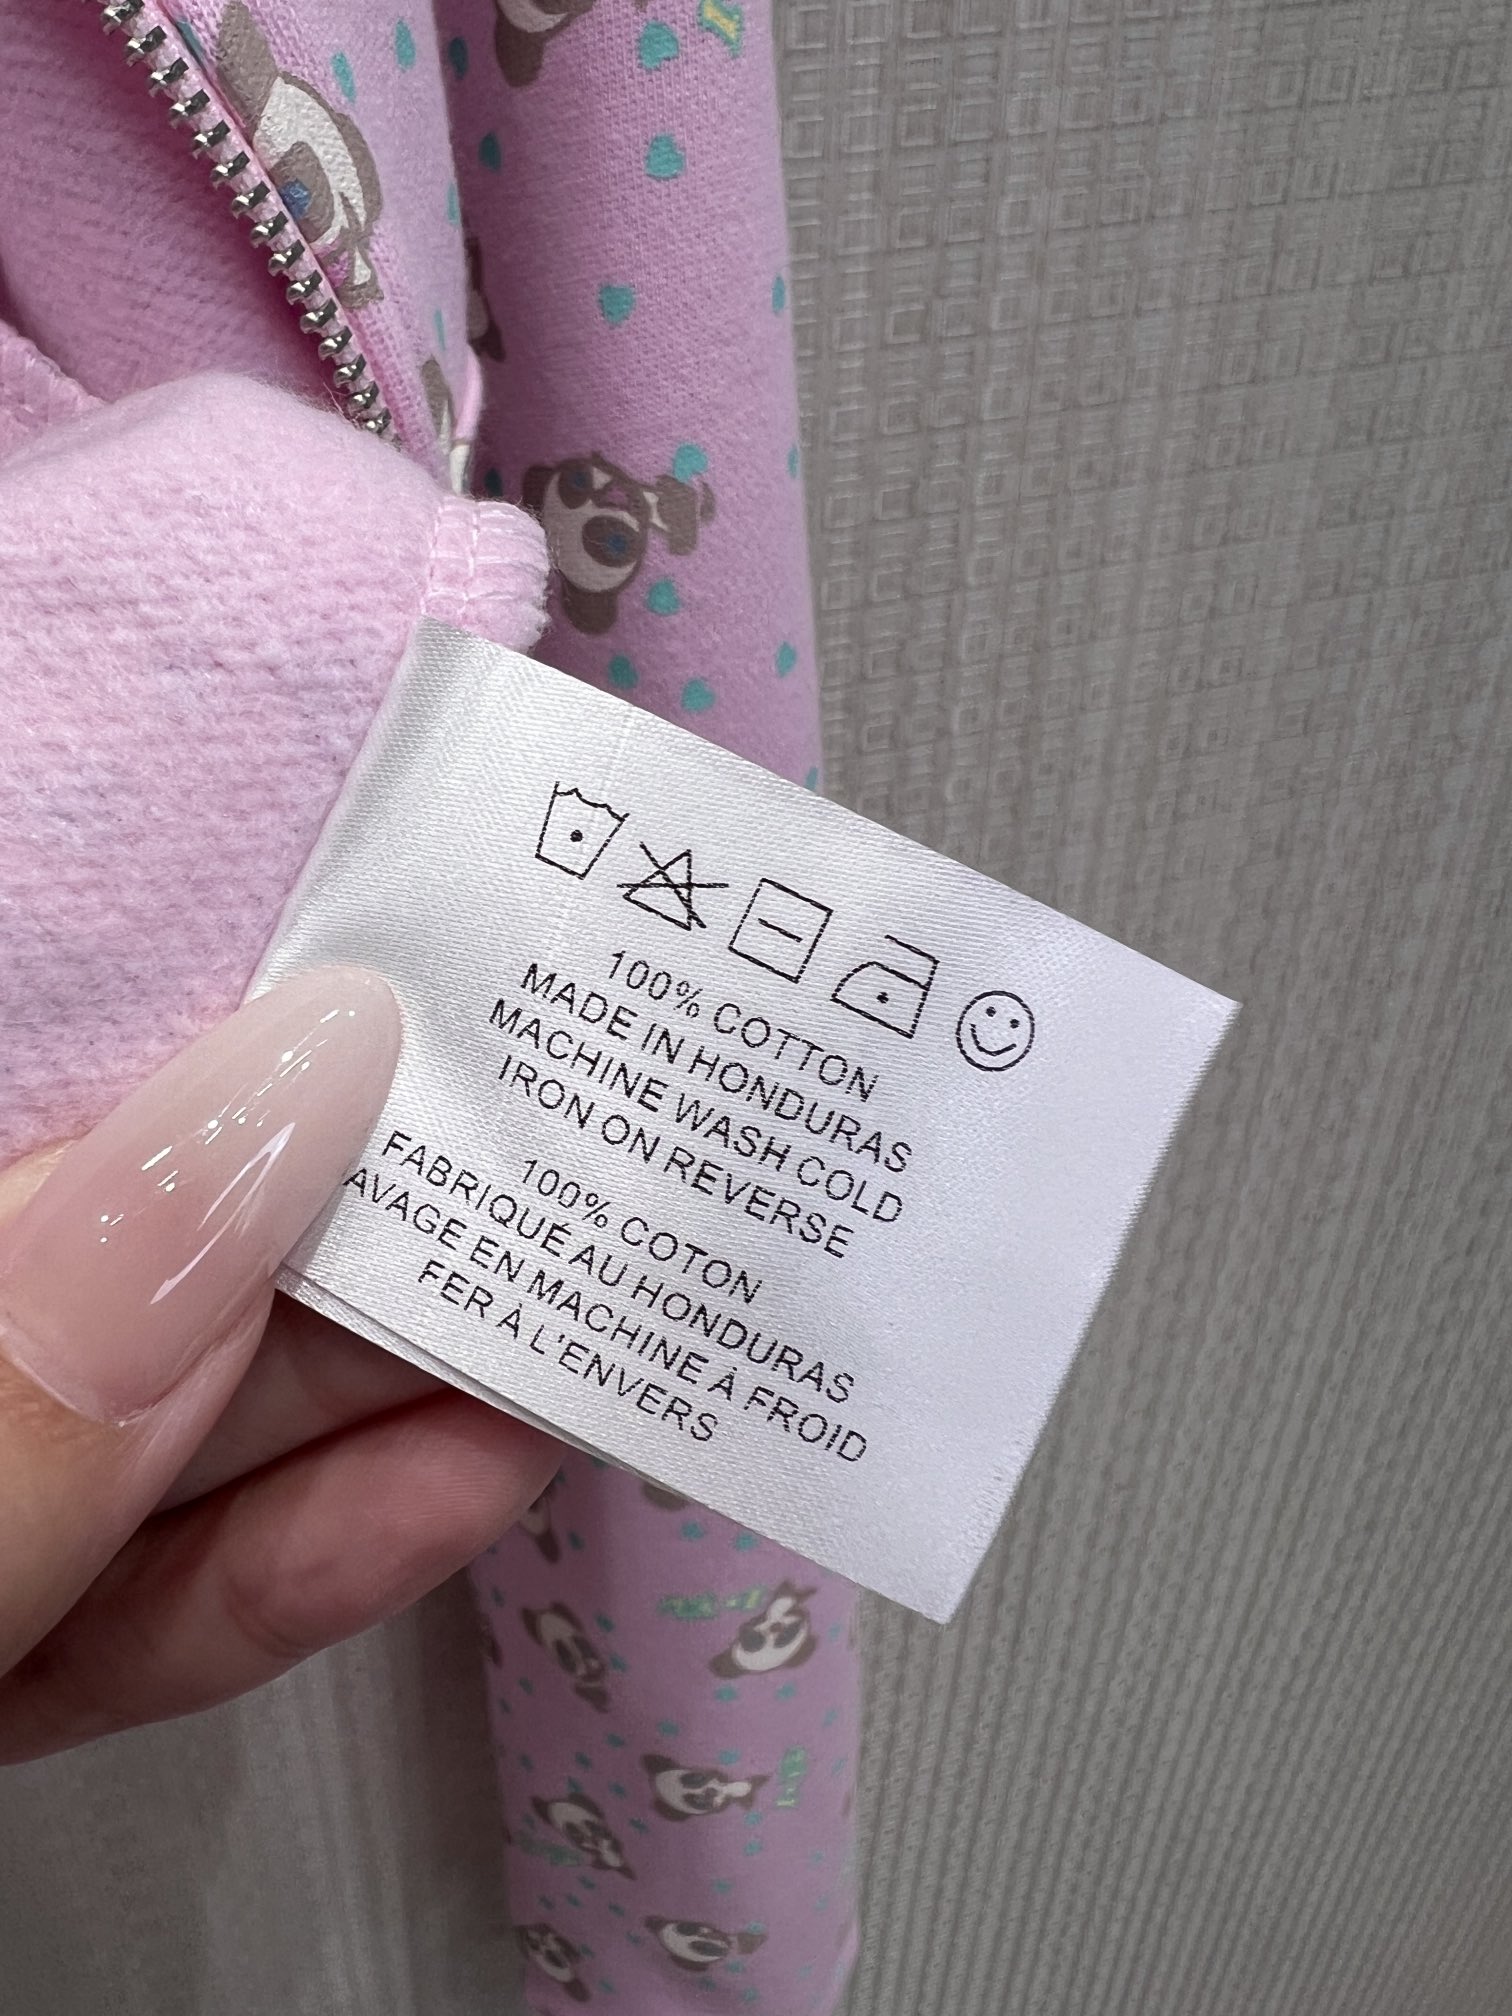 100% COTTON
MADE IN HONDURAS
MACHINE WASH COLD
IRON ON REVERSE
100% COTON
FABRIQUÉ AU HONDURAS
AVAGE EN MACHINE À FROID
FER À L'ENVERS